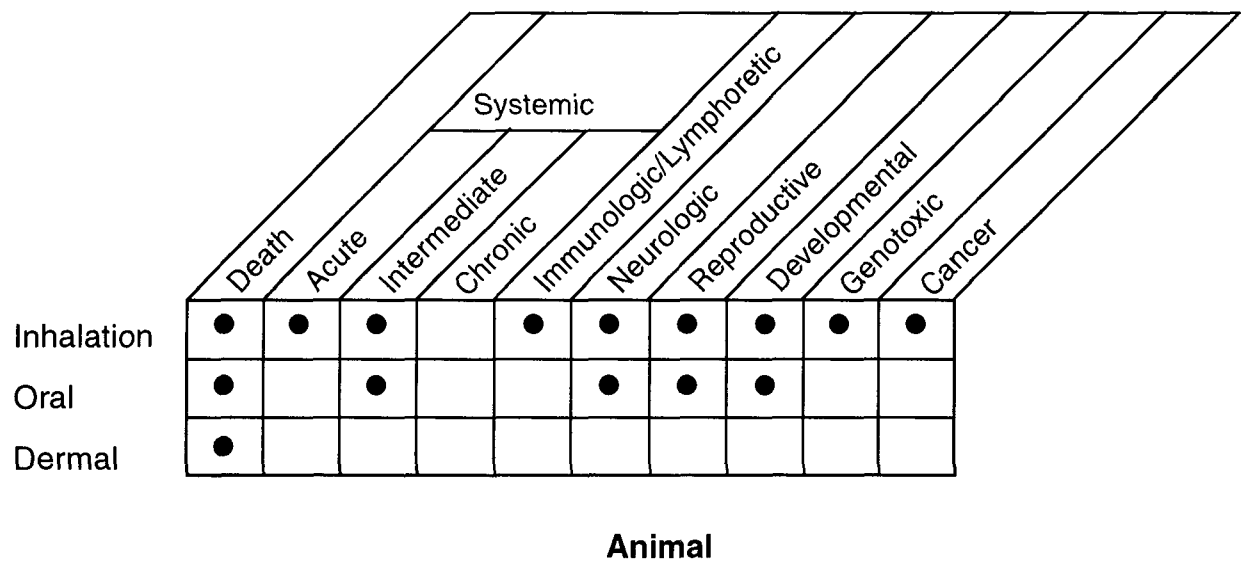 Systemic
Death
Acute
Intermediate
Chronic
Immunologic/Lymphoretic
Neurologic
Reproductive
Developmental
Genotoxic
Cancer
Inhalation
Oral
Dermal
Animal